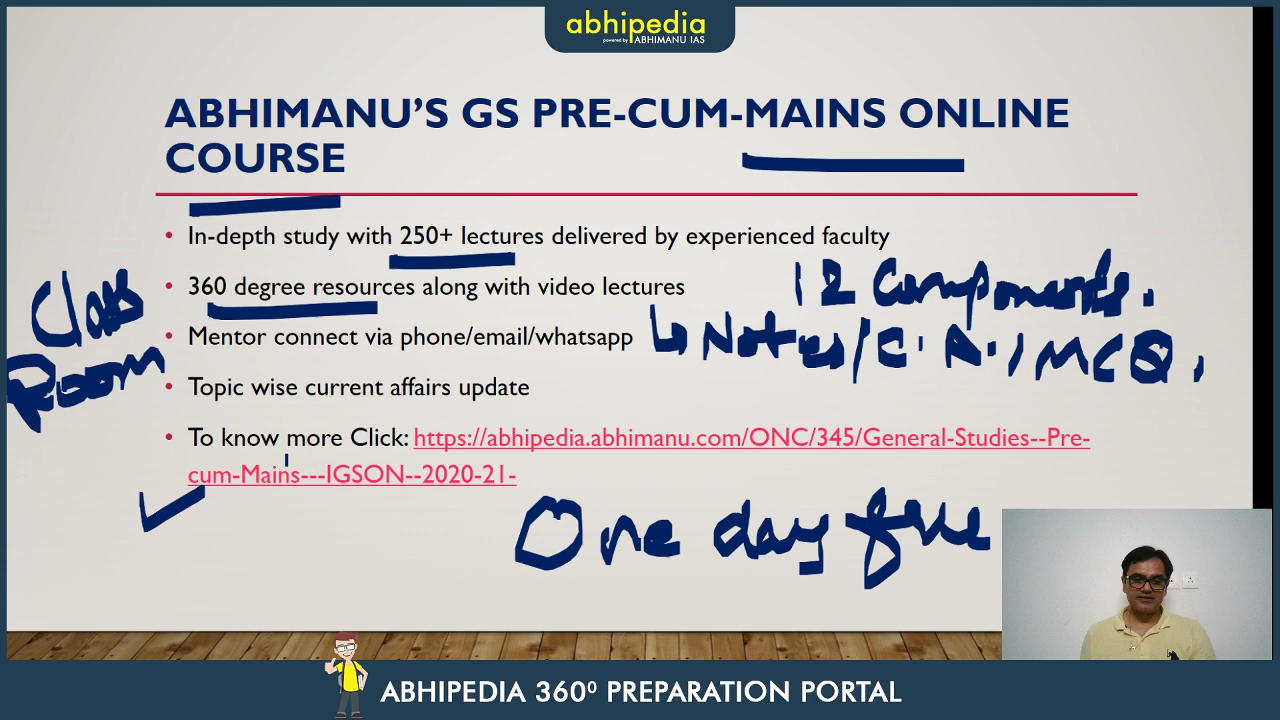 abhipedia
powered by ABHIMANU IAS
ABHIMANU'S GS PRE-CUM-MAINS ONLINE
COURSE
• In-depth study with 250+ lectures delivered by experienced faculty
• 360 degree resources along with video lectures
12 Components.
Class
Room
• Mentor connect via phone/email/whatsapp
Notes/C.A./MCQ.
• Topic wise current affairs update
• To know more Click: https://abhipedia.abhimanu.com/ONC/345/General-Studies--Pre-
cum-Mains---IGSON--2020-21-
One day free
ABHIPEDIA 360⁰ PREPARATION PORTAL